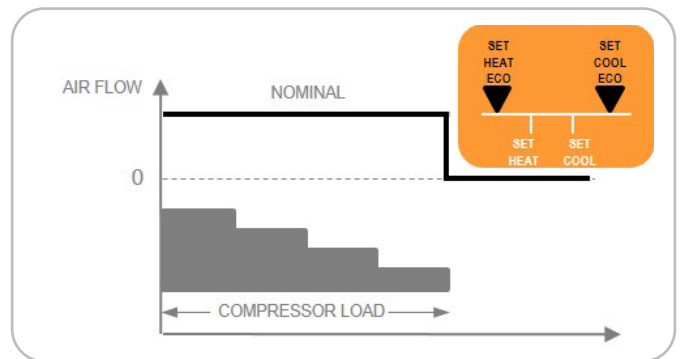 SET
HEAT
ECO
SET
COOL
ECO
SET
HEAT
SET
COOL
AIR FLOW
NOMINAL
0
COMPRESSOR LOAD